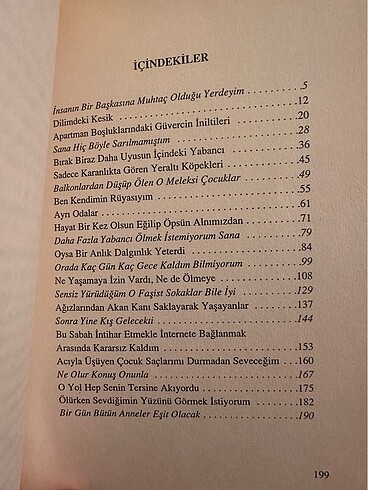 İÇİNDEKİLER
İnsanın Bir Başkasına Muhtaç Olduğu Yerdeyim . . . . . . . . . . 5
Dilimdeki Kesik . . . . . . . . . . . . . . . . . . . . . . . . . . . . 12
Apartman Boşluklarındaki Güvercin İniltileri . . . . . . . . . . 20
Sana Hiç Böyle Sarılmamıştım . . . . . . . . . . . . . . . . . . . 28
Bırak Biraz Daha Uyusun İçindeki Yabancı . . . . . . . . . . . 36
Sadece Karanlıkta Gören Yeraltı Köpekleri . . . . . . . . . . . 45
Balkonlardan Düşüp Ölen O Meleksi Çocuklar . . . . . . . . . 49
Ben Kendimin Rüyasıyım . . . . . . . . . . . . . . . . . . . . . . 55
Ayrı Odalar . . . . . . . . . . . . . . . . . . . . . . . . . . . . . . . 61
Hayat Bir Kez Olsun Eğilip Öpsün Alnımızdan . . . . . . . . . 71
Daha Fazla Yabancı Ölmek İstemiyorum Sana . . . . . . . . . 79
Oysa Bir Anlık Dalgınlık Yeterdi . . . . . . . . . . . . . . . . . . 84
Orada Kaç Gün Kaç Gece Kaldım Bilmiyorum . . . . . . . . . 99
Ne Yaşamaya İzin Vardı, Ne de Ölmeye . . . . . . . . . . . . . 108
Sensiz Yürüdüğüm O Faşist Sokaklar Bile İyi . . . . . . . . . . 129
Ağızlarından Akan Kanı Saklayarak Yaşayanlar . . . . . . . . 137
Sonra Yine Kış Gelecekti . . . . . . . . . . . . . . . . . . . . . . 144
Bu Sabah İntihar Etmekle İnternete Bağlanmak
Arasında Kararsız Kaldım . . . . . . . . . . . . . . . . . . . . . . 153
Acıyla Üşüyen Çocuk Saçlarımı Durmadan Seveceğim . . . . 160
Ne Olur Konuş Onunla . . . . . . . . . . . . . . . . . . . . . . . . 167
O Yol Hep Senin Tersine Akıyordu . . . . . . . . . . . . . . . . 175
Ölürken Sevdiğimin Yüzünü Görmek İstiyorum . . . . . . . . 182
Bir Gün Bütün Anneler Eşit Olacak . . . . . . . . . . . . . . . . 190
199